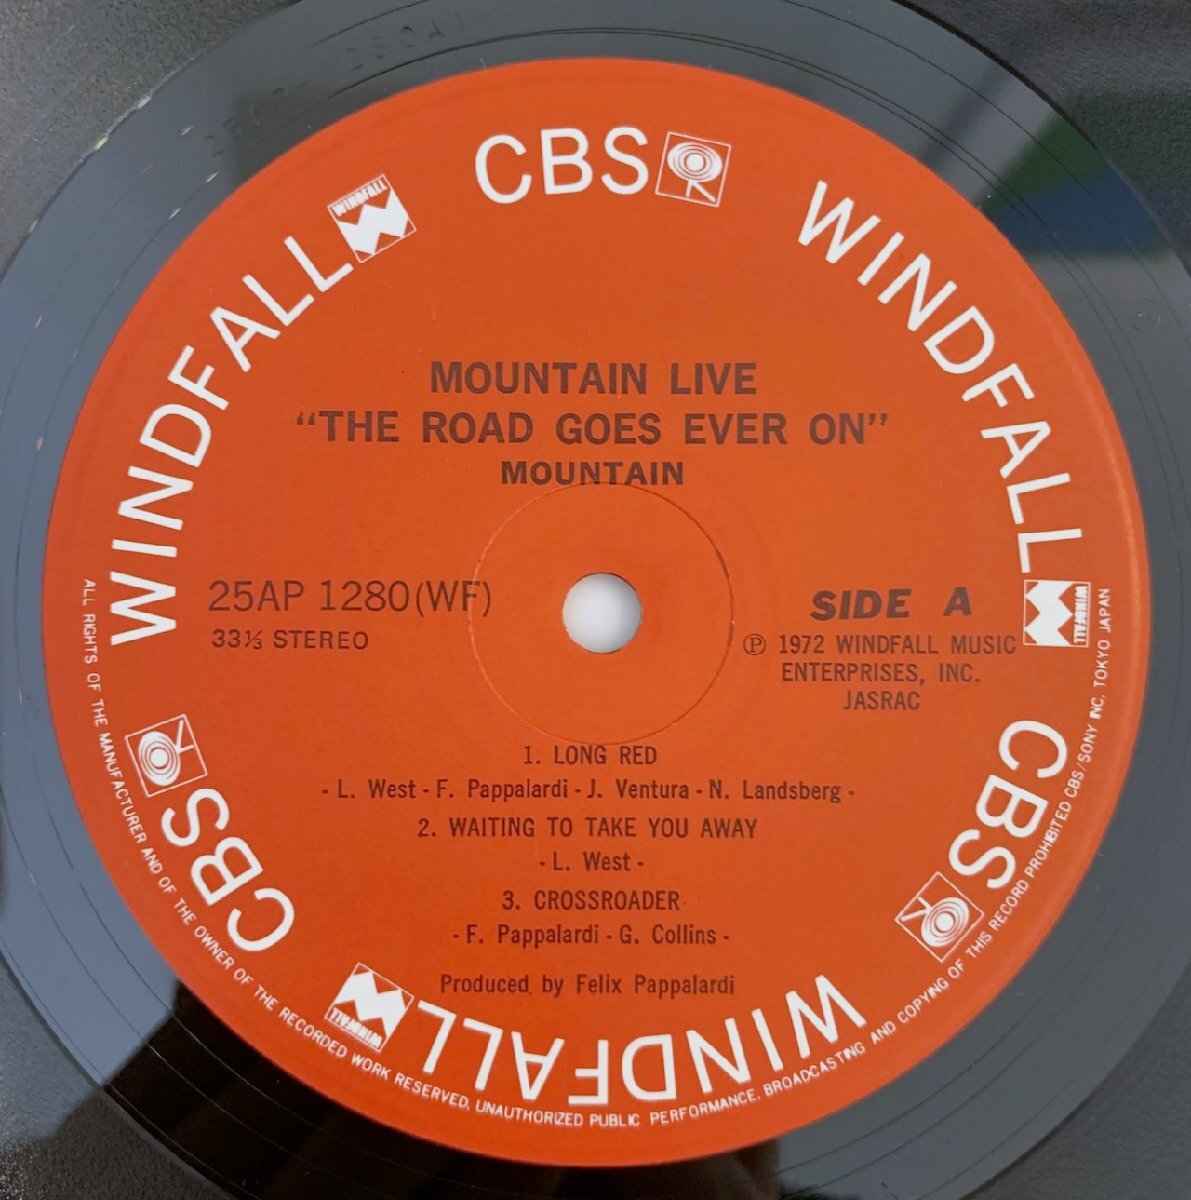 CBS
WINDFALL
WINDFALL
CBS
WINDFALL
WINDFALL
CBS
WINDFALL
WINDFALL
MOUNTAIN LIVE
"THE ROAD GOES EVER ON"
MOUNTAIN
25AP 1280(WF)
33⅓ STEREO
SIDE A
Ⓟ 1972 WINDFALL MUSIC
ENTERPRISES, INC.
JASRAC
1. LONG RED
- L. West - F. Pappalardi - J. Ventura - N. Landsberg -
2. WAITING TO TAKE YOU AWAY
- L. West -
3. CROSSROADER
- F. Pappalardi - G. Collins -
Produced by Felix Pappalardi
ALL RIGHTS OF THE MANUFACTURER AND OF THE OWNER OF THE RECORDED WORK RESERVED. UNAUTHORIZED PUBLIC PERFORMANCE. BROADCASTING AND COPYING OF THIS RECORD PROHIBITED CBS/SONY INC. TOKYO JAPAN